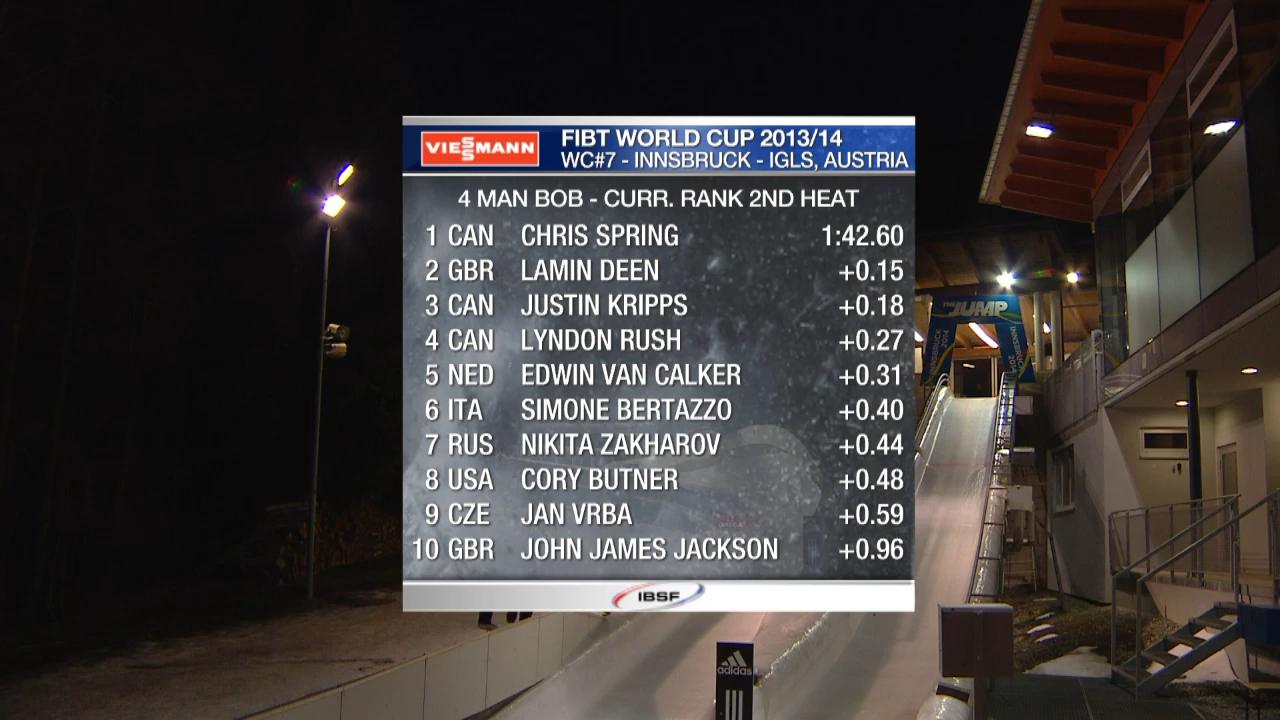 VIESSMANN
FIBT WORLD CUP 2013/14
WC#7 - INNSBRUCK - IGLS, AUSTRIA
4 MAN BOB - CURR. RANK 2ND HEAT
1 CAN CHRIS SPRING 1:42.60
2 GBR LAMIN DEEN +0.15
3 CAN JUSTIN KRIPPS +0.18
4 CAN LYNDON RUSH +0.27
5 NED EDWIN VAN CALKER +0.31
6 ITA SIMONE BERTAZZO +0.40
7 RUS NIKITA ZAKHAROV +0.44
8 USA CORY BUTNER +0.48
9 CZE JAN VRBA +0.59
10 GBR JOHN JAMES JACKSON +0.96
IBSF
THE JUMP
INNSBRUCK 2014
INNSBRUCK 2014
adidas